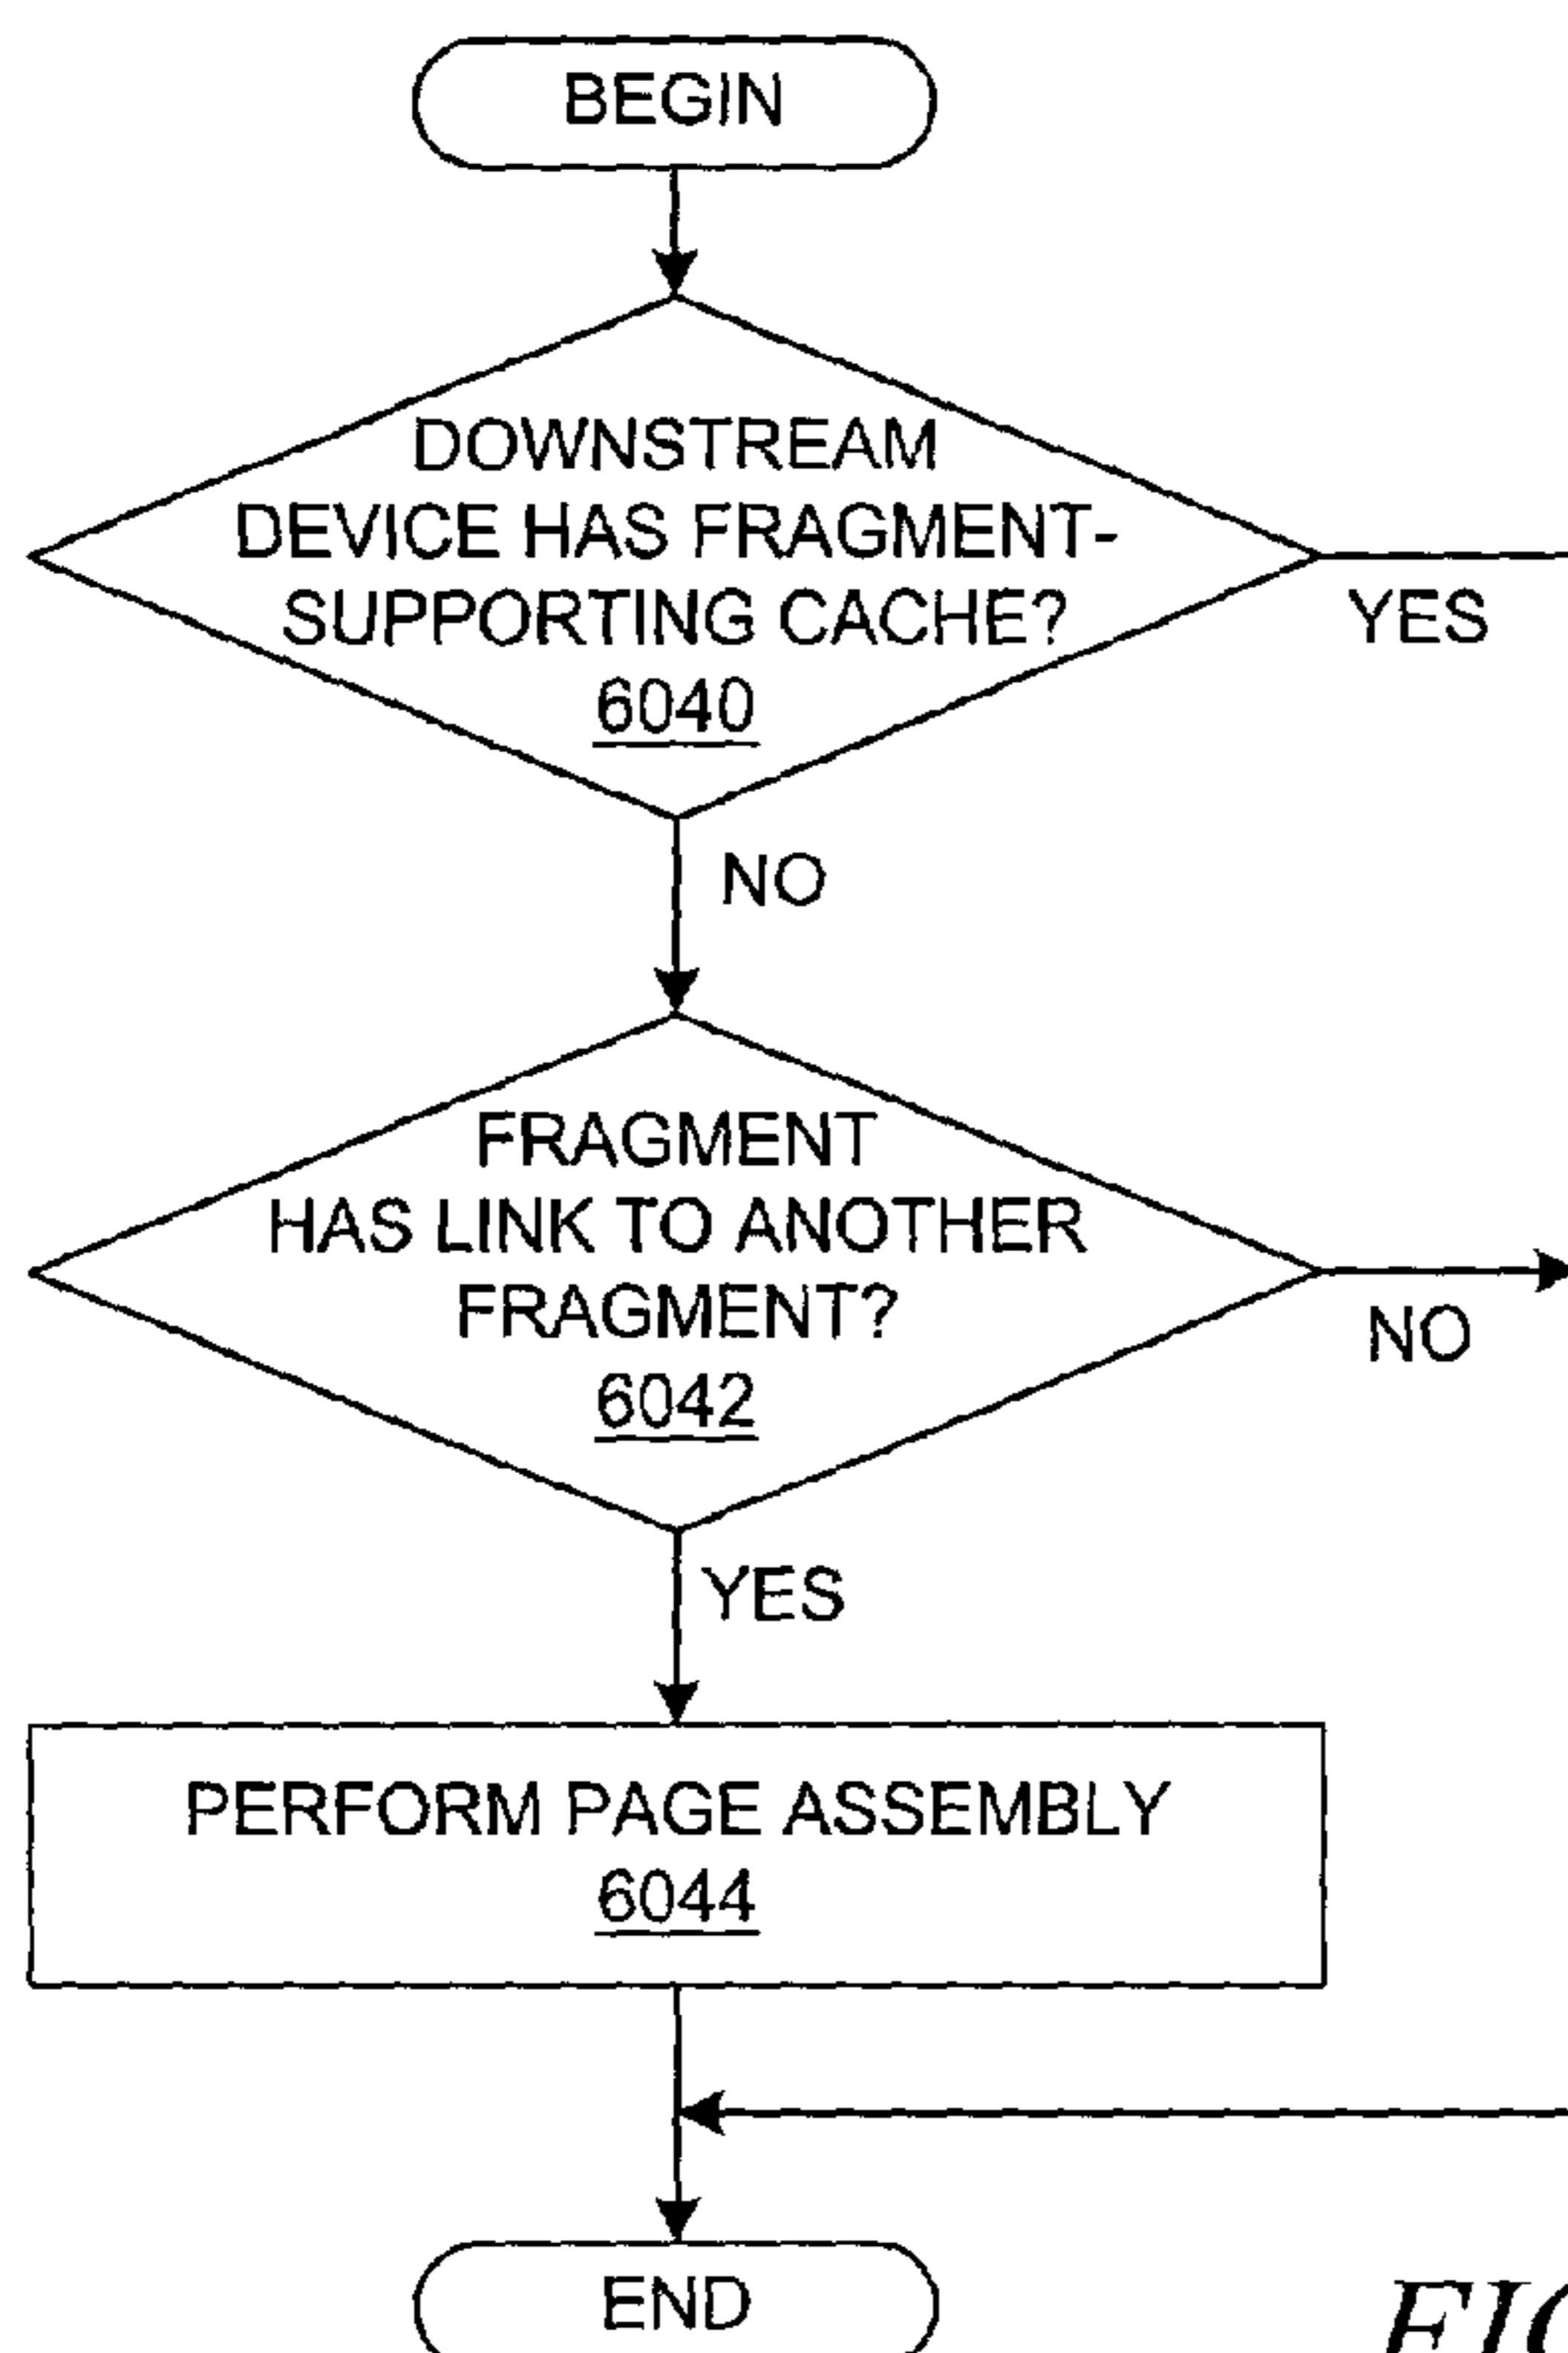 BEGIN
DOWNSTREAM
DEVICE HAS FRAGMENT-
SUPPORTING CACHE?
6040
YES
NO
FRAGMENT
HAS LINK TO ANOTHER
FRAGMENT?
6042
NO
YES
PERFORM PAGE ASSEMBLY
6044
END